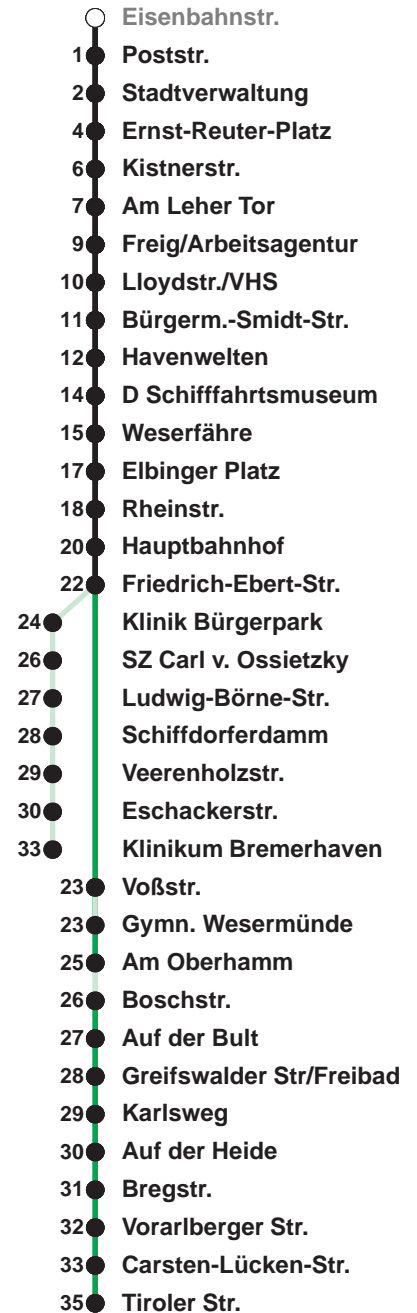 Eisenbahnstr.
1 Poststr.
2 Stadtverwaltung
4 Ernst-Reuter-Platz
6 Kistnerstr.
7 Am Leher Tor
9 Freig/Arbeitsagentur
10 Lloydstr./VHS
11 Bürgerm.-Smidt-Str.
12 Havenwelten
14 D Schifffahrtsmuseum
15 Weserfähre
17 Elbinger Platz
18 Rheinstr.
20 Hauptbahnhof
22 Friedrich-Ebert-Str.
24 Klinik Bürgerpark
26 SZ Carl v. Ossietzky
27 Ludwig-Börne-Str.
28 Schiffdorferdamm
29 Veerenholzstr.
30 Eschackerstr.
33 Klinikum Bremerhaven
23 Voßstr.
23 Gymn. Wesermünde
25 Am Oberhamm
26 Boschstr.
27 Auf der Bult
28 Greifswalder Str/Freibad
29 Karlsweg
30 Auf der Heide
31 Bregstr.
32 Vorarlberger Str.
33 Carsten-Lücken-Str.
35 Tiroler Str.